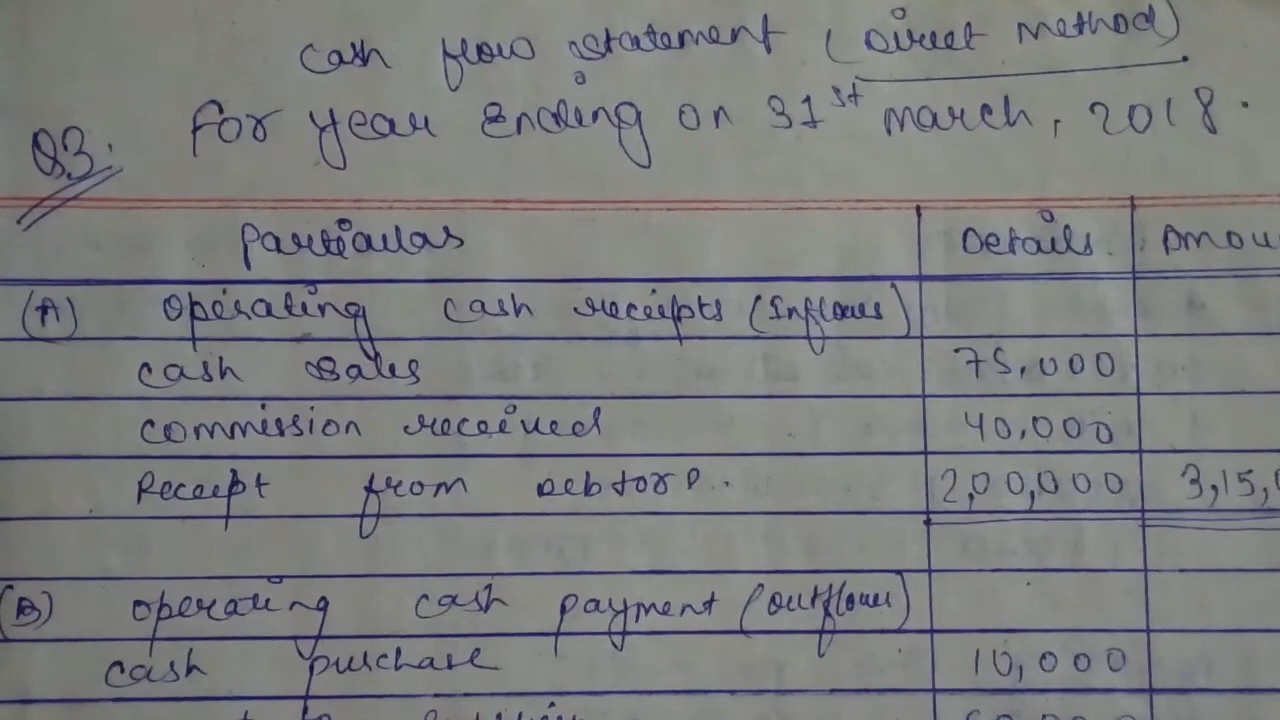 Cash flow statement (Direct method)
For year Ending on 31st march, 2018.
Q3.
Particulas Details. Amou
(A) Operating cash receipts (Inflows)
cash sales 75,000
commission received 40,000
Receipt from debtors.. 2,00,000 3,15,0
(B) operating cash payment (outflows)
cash purchase 10,000